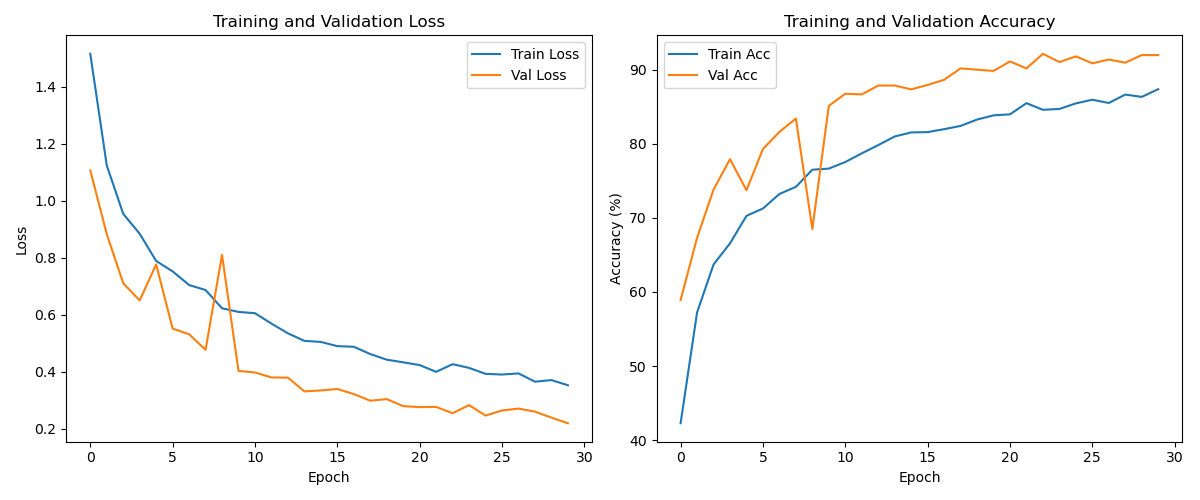 Training and Validation Loss
Train Loss
Val Loss
1.4
1.2
1.0
0.8
0.6
0.4
0.2
Loss
0 5 10 15 20 25 30
Epoch
Training and Validation Accuracy
Train Acc
Val Acc
90
80
70
60
50
40
Accuracy (%)
0 5 10 15 20 25 30
Epoch